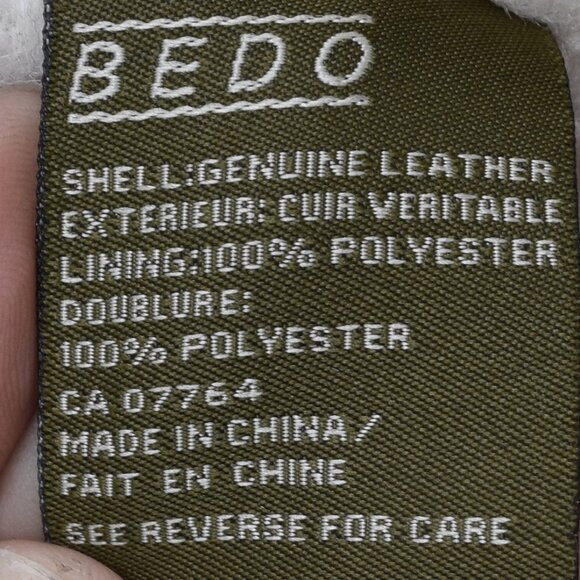 BEDO
SHELL:GENUINE LEATHER
EXTERIEUR: CUIR VERITABLE
LINING:100% POLYESTER
DOUBLURE:
100% POLYESTER
CA 07764
MADE IN CHINA/
FAIT EN CHINE
SEE REVERSE FOR CARE